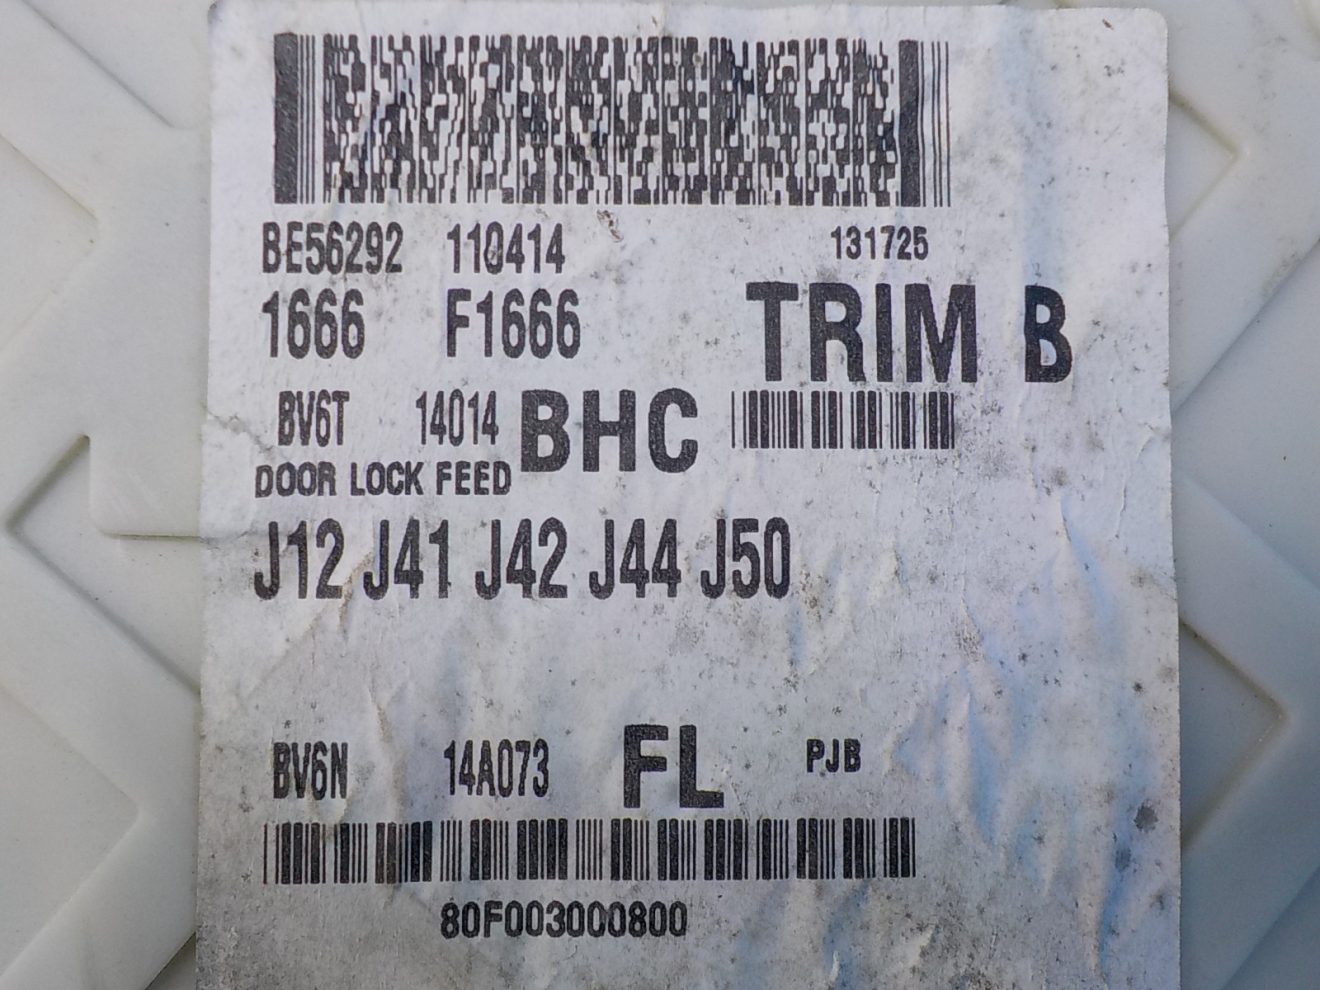 BE56292 110414 131725
1666 F1666 TRIM B
BV6T 14014 BHC
DOOR LOCK FEED
J12 J41 J42 J44 J50
BV6N 14A073 FL PJB
80F003000800